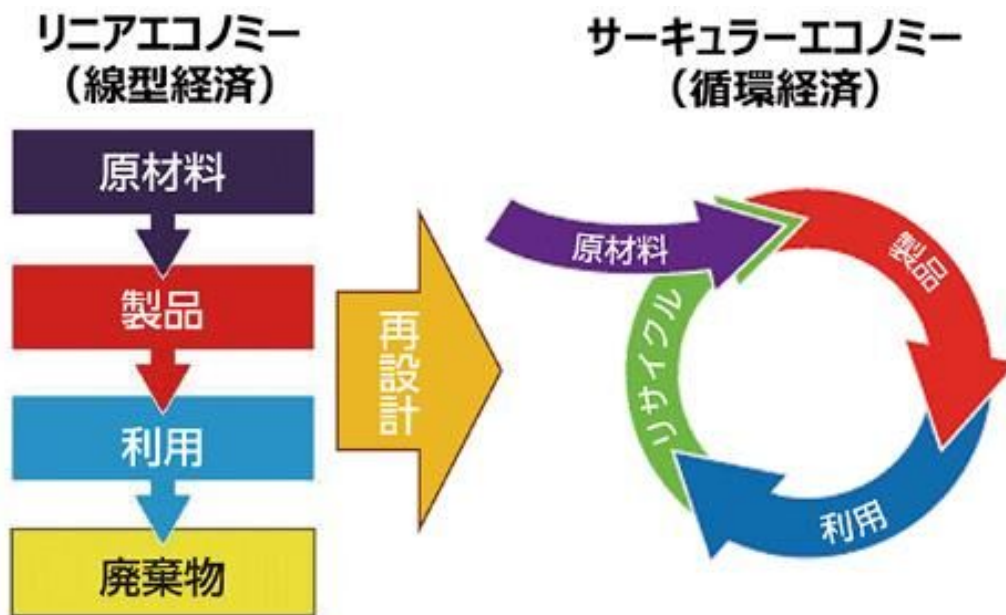 リニアエコノミー
（線型経済）
原材料
製品
利用
廃棄物
再設計
サーキュラーエコノミー
（循環経済）
原材料
製品
利用
リサイクル